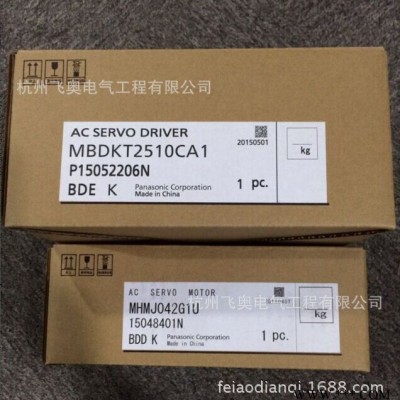 杭州飞奥电气工程有限公司
AC SERVO DRIVER
20150501
MBDKT2510CA1
P15052206N
kg
BDE K
Panasonic Corporation
Made in China
1 pc.
AC SERVO MOTOR
杭州飞奥电气工程有限公司
MHMJ042G1U
15048401N
kg
BDD K
Panasonic Corporation
Made in China
1 pc.
feiaodianqi.1688.com